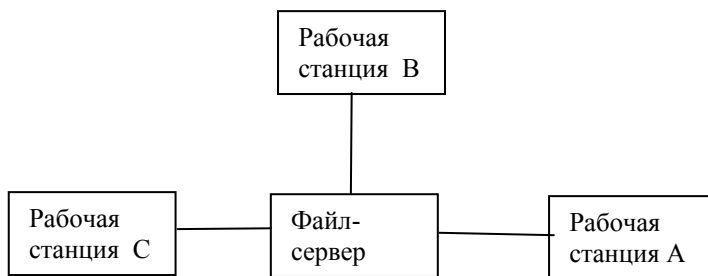 Рабочая
станция В
Рабочая
станция С
Файл-
сервер
Рабочая
станция А